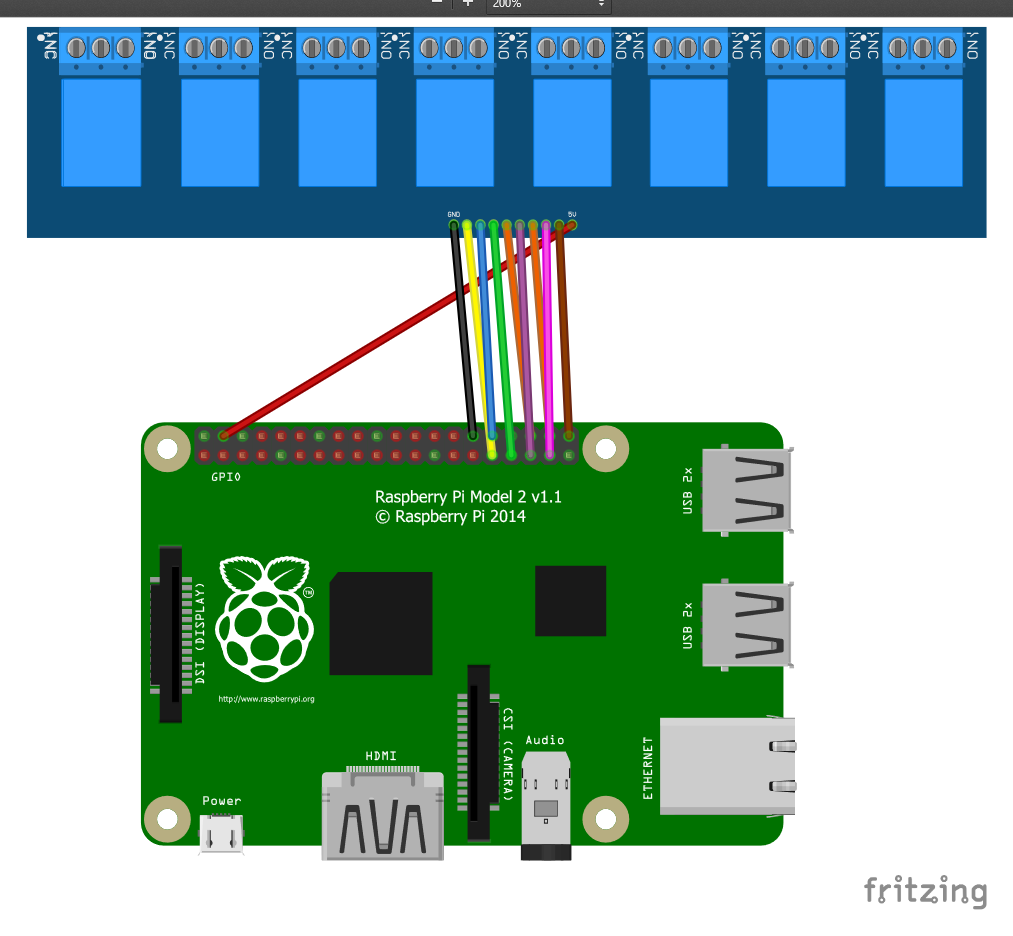 200%
NC
NO
NC
NO
NC
NO
NC
NO
NC
NO
NC
NO
NC
NO
NC
NO
GND
5V
GPIO
Raspberry Pi Model 2 v1.1
© Raspberry Pi 2014
USB 2x
DSI (DISPLAY)
TM
USB 2x
http://www.raspberrypi.org
CSI (CAMERA)
Audio
ETHERNET
HDMI
Power
fritzing